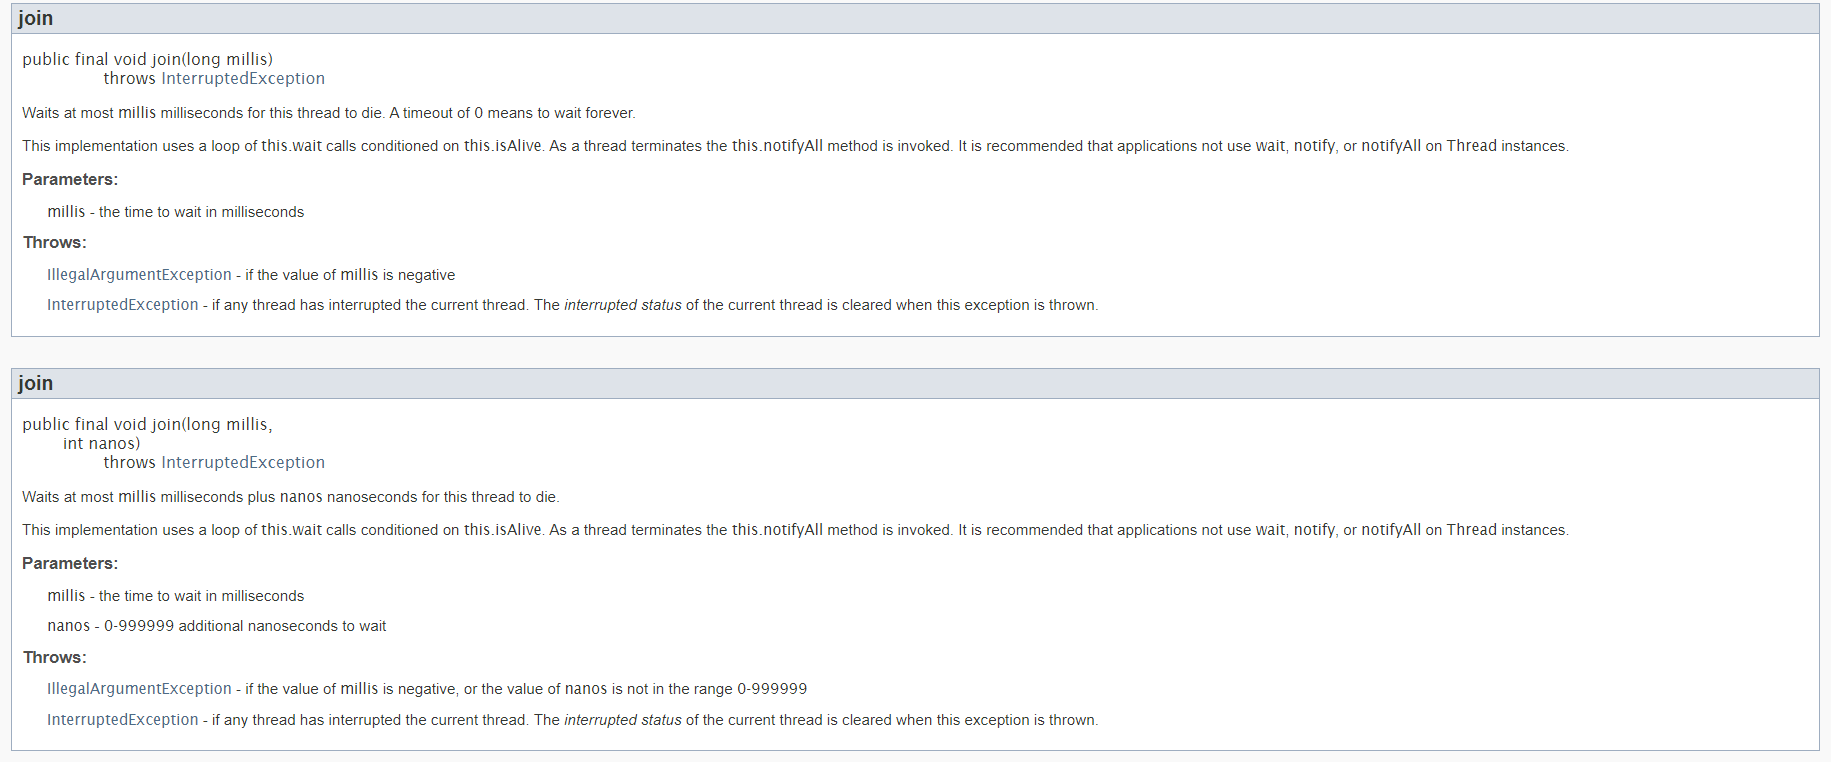 join
public final void join(long millis)
throws InterruptedException
Waits at most millis milliseconds for this thread to die. A timeout of 0 means to wait forever.
This implementation uses a loop of this.wait calls conditioned on this.isAlive. As a thread terminates the this.notifyAll method is invoked. It is recommended that applications not use wait, notify, or notifyAll on Thread instances.
Parameters:
millis - the time to wait in milliseconds
Throws:
IllegalArgumentException - if the value of millis is negative
InterruptedException - if any thread has interrupted the current thread. The interrupted status of the current thread is cleared when this exception is thrown.
join
public final void join(long millis,
int nanos)
throws InterruptedException
Waits at most millis milliseconds plus nanos nanoseconds for this thread to die.
This implementation uses a loop of this.wait calls conditioned on this.isAlive. As a thread terminates the this.notifyAll method is invoked. It is recommended that applications not use wait, notify, or notifyAll on Thread instances.
Parameters:
millis - the time to wait in milliseconds
nanos - 0-999999 additional nanoseconds to wait
Throws:
IllegalArgumentException - if the value of millis is negative, or the value of nanos is not in the range 0-999999
InterruptedException - if any thread has interrupted the current thread. The interrupted status of the current thread is cleared when this exception is thrown.